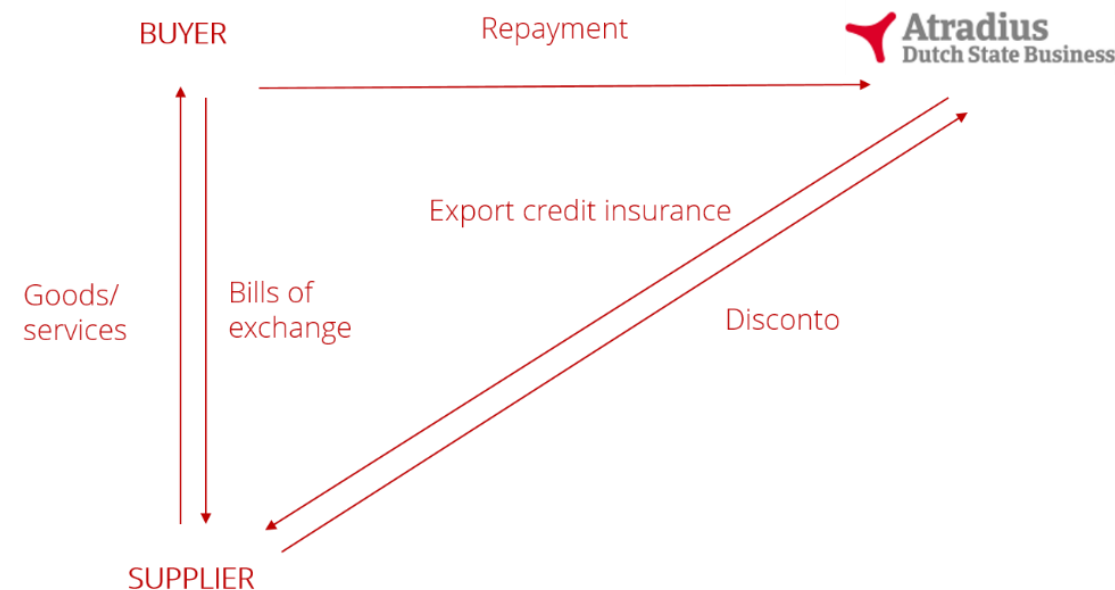 BUYER
Repayment
Atradius
Dutch State Business
Export credit insurance
Goods/
services
Bills of
exchange
Disconto
SUPPLIER